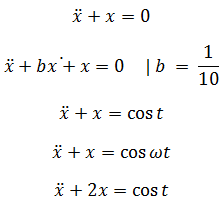 ẍ + x = 0
ẍ + bẋ + x = 0 | b = 1/10
ẍ + x = cos t
ẍ + x = cos ωt
ẍ + 2x = cos t